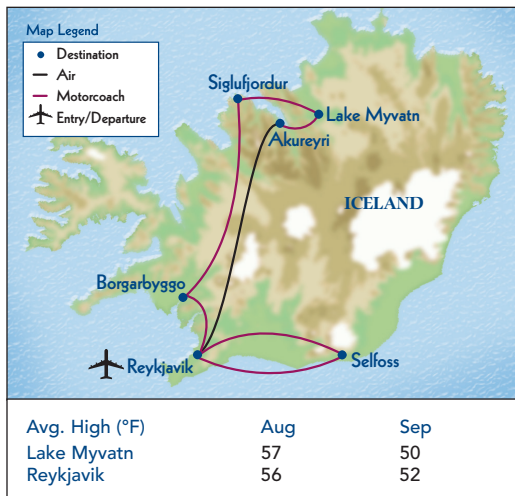 Map Legend
Destination
Air
Motorcoach
Entry/Departure
Siglufjordur
Lake Myvatn
Akureyri
ICELAND
Borgarbyggo
Reykjavik
Selfoss
Avg. High (°F) Aug Sep
Lake Myvatn 57 50
Reykjavik 56 52